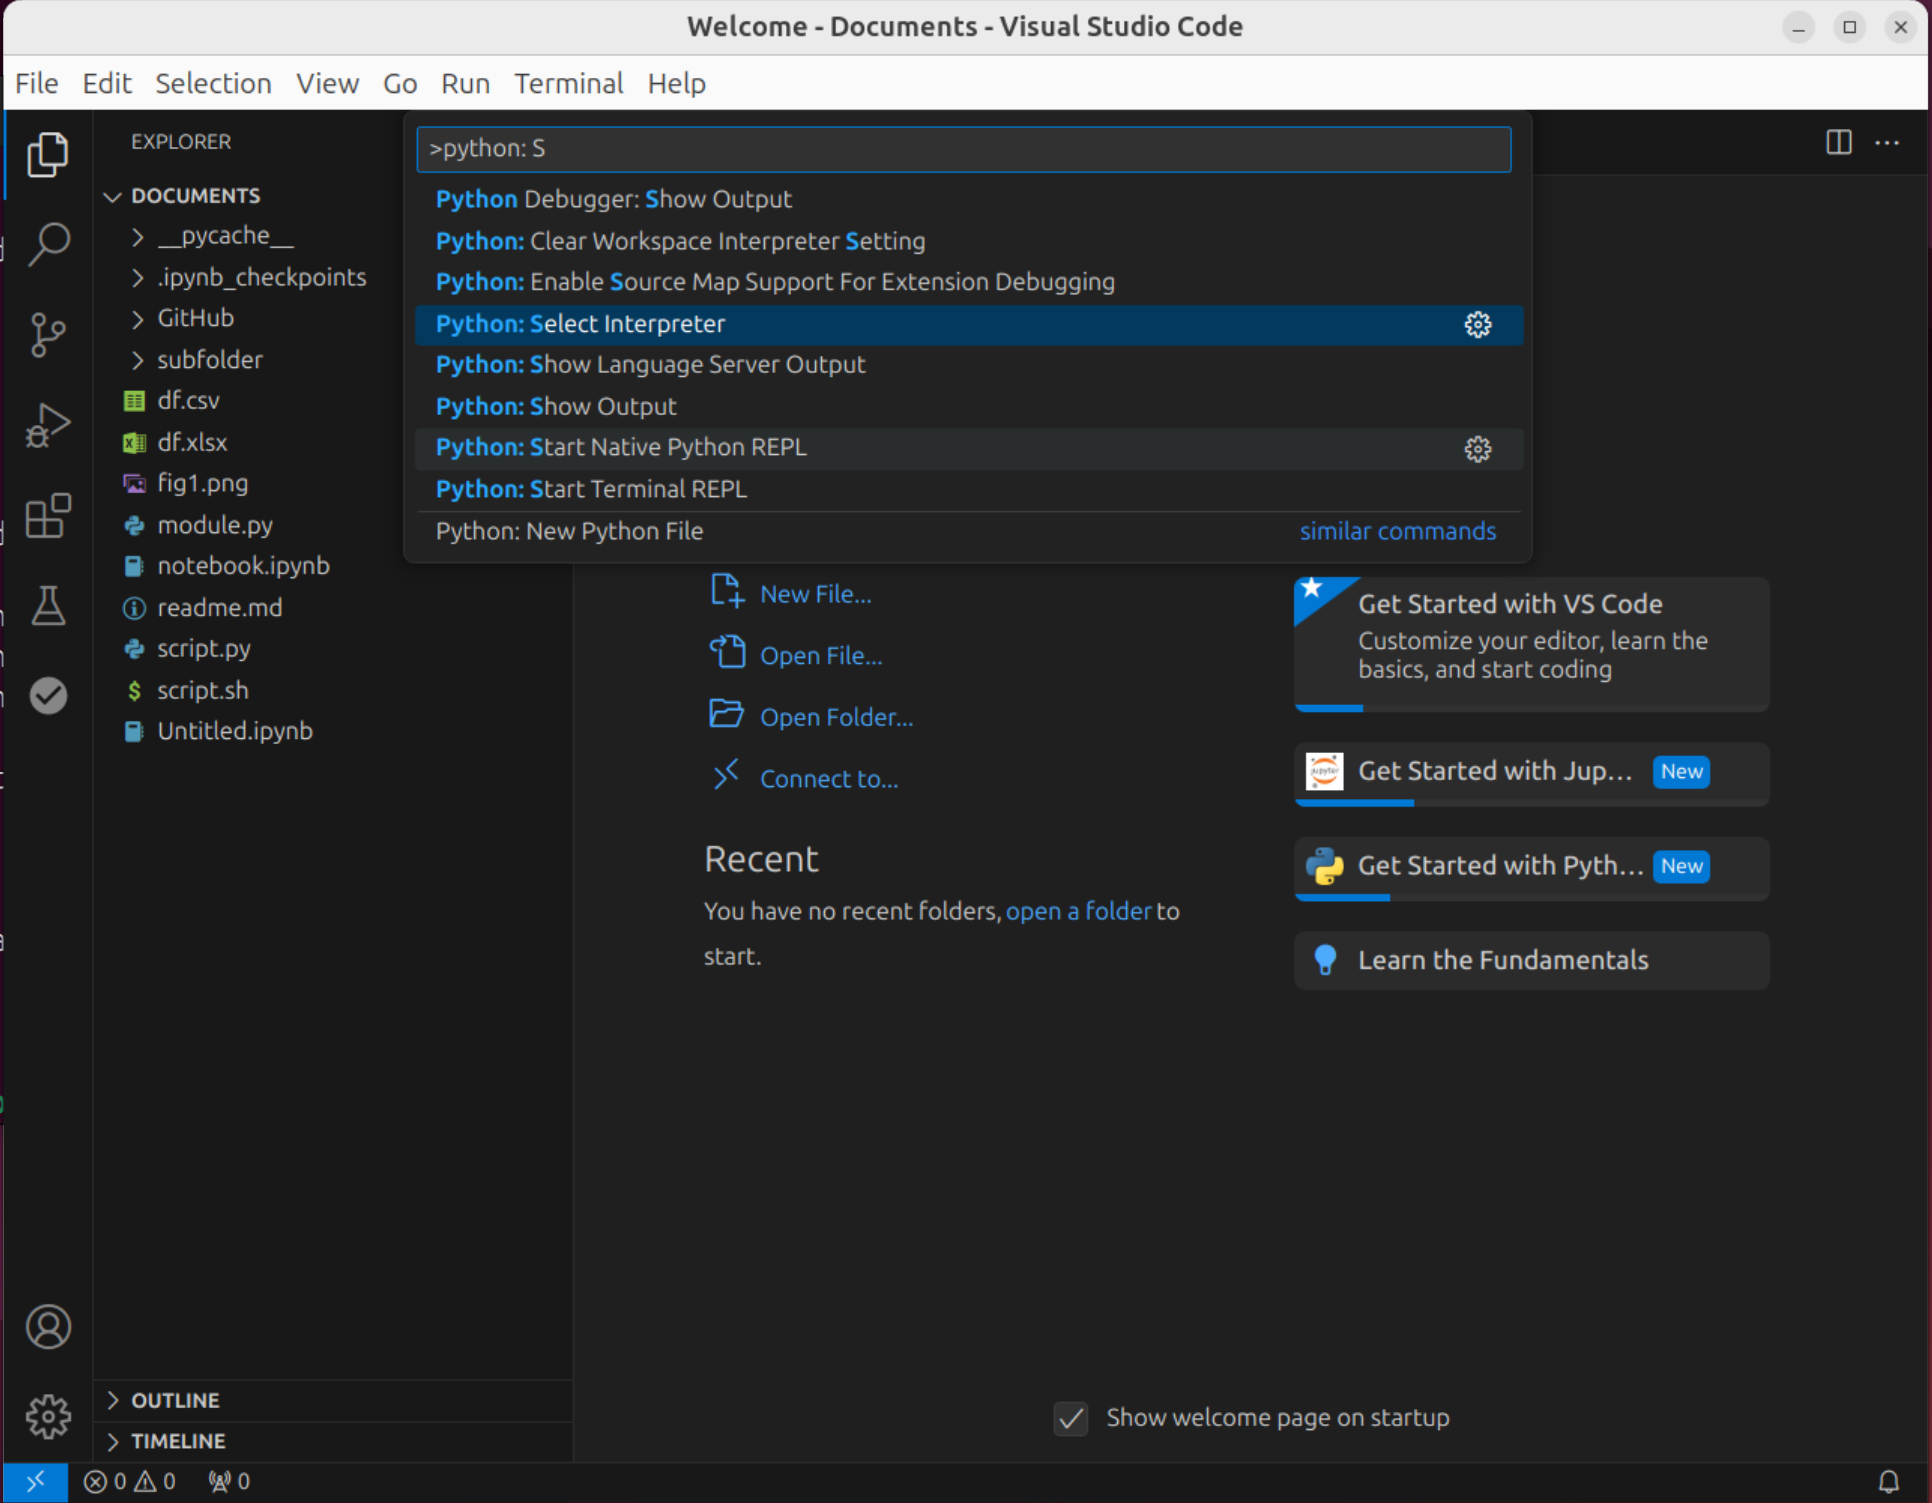 Welcome - Documents - Visual Studio Code
File Edit Selection View Go Run Terminal Help
EXPLORER
DOCUMENTS
__pycache__
.ipynb_checkpoints
GitHub
subfolder
df.csv
df.xlsx
fig1.png
module.py
notebook.ipynb
readme.md
script.py
script.sh
Untitled.ipynb
OUTLINE
TIMELINE
>python: S
Python Debugger: Show Output
Python: Clear Workspace Interpreter Setting
Python: Enable Source Map Support For Extension Debugging
Python: Select Interpreter
Python: Show Language Server Output
Python: Show Output
Python: Start Native Python REPL
Python: Start Terminal REPL
Python: New Python File similar commands
New File...
Open File...
Open Folder...
Connect to...
Recent
You have no recent folders, open a folder to
start.
Get Started with VS Code
Customize your editor, learn the
basics, and start coding
jupyter
Get Started with Jup... New
Get Started with Pyth... New
Learn the Fundamentals
Show welcome page on startup
0 0 0